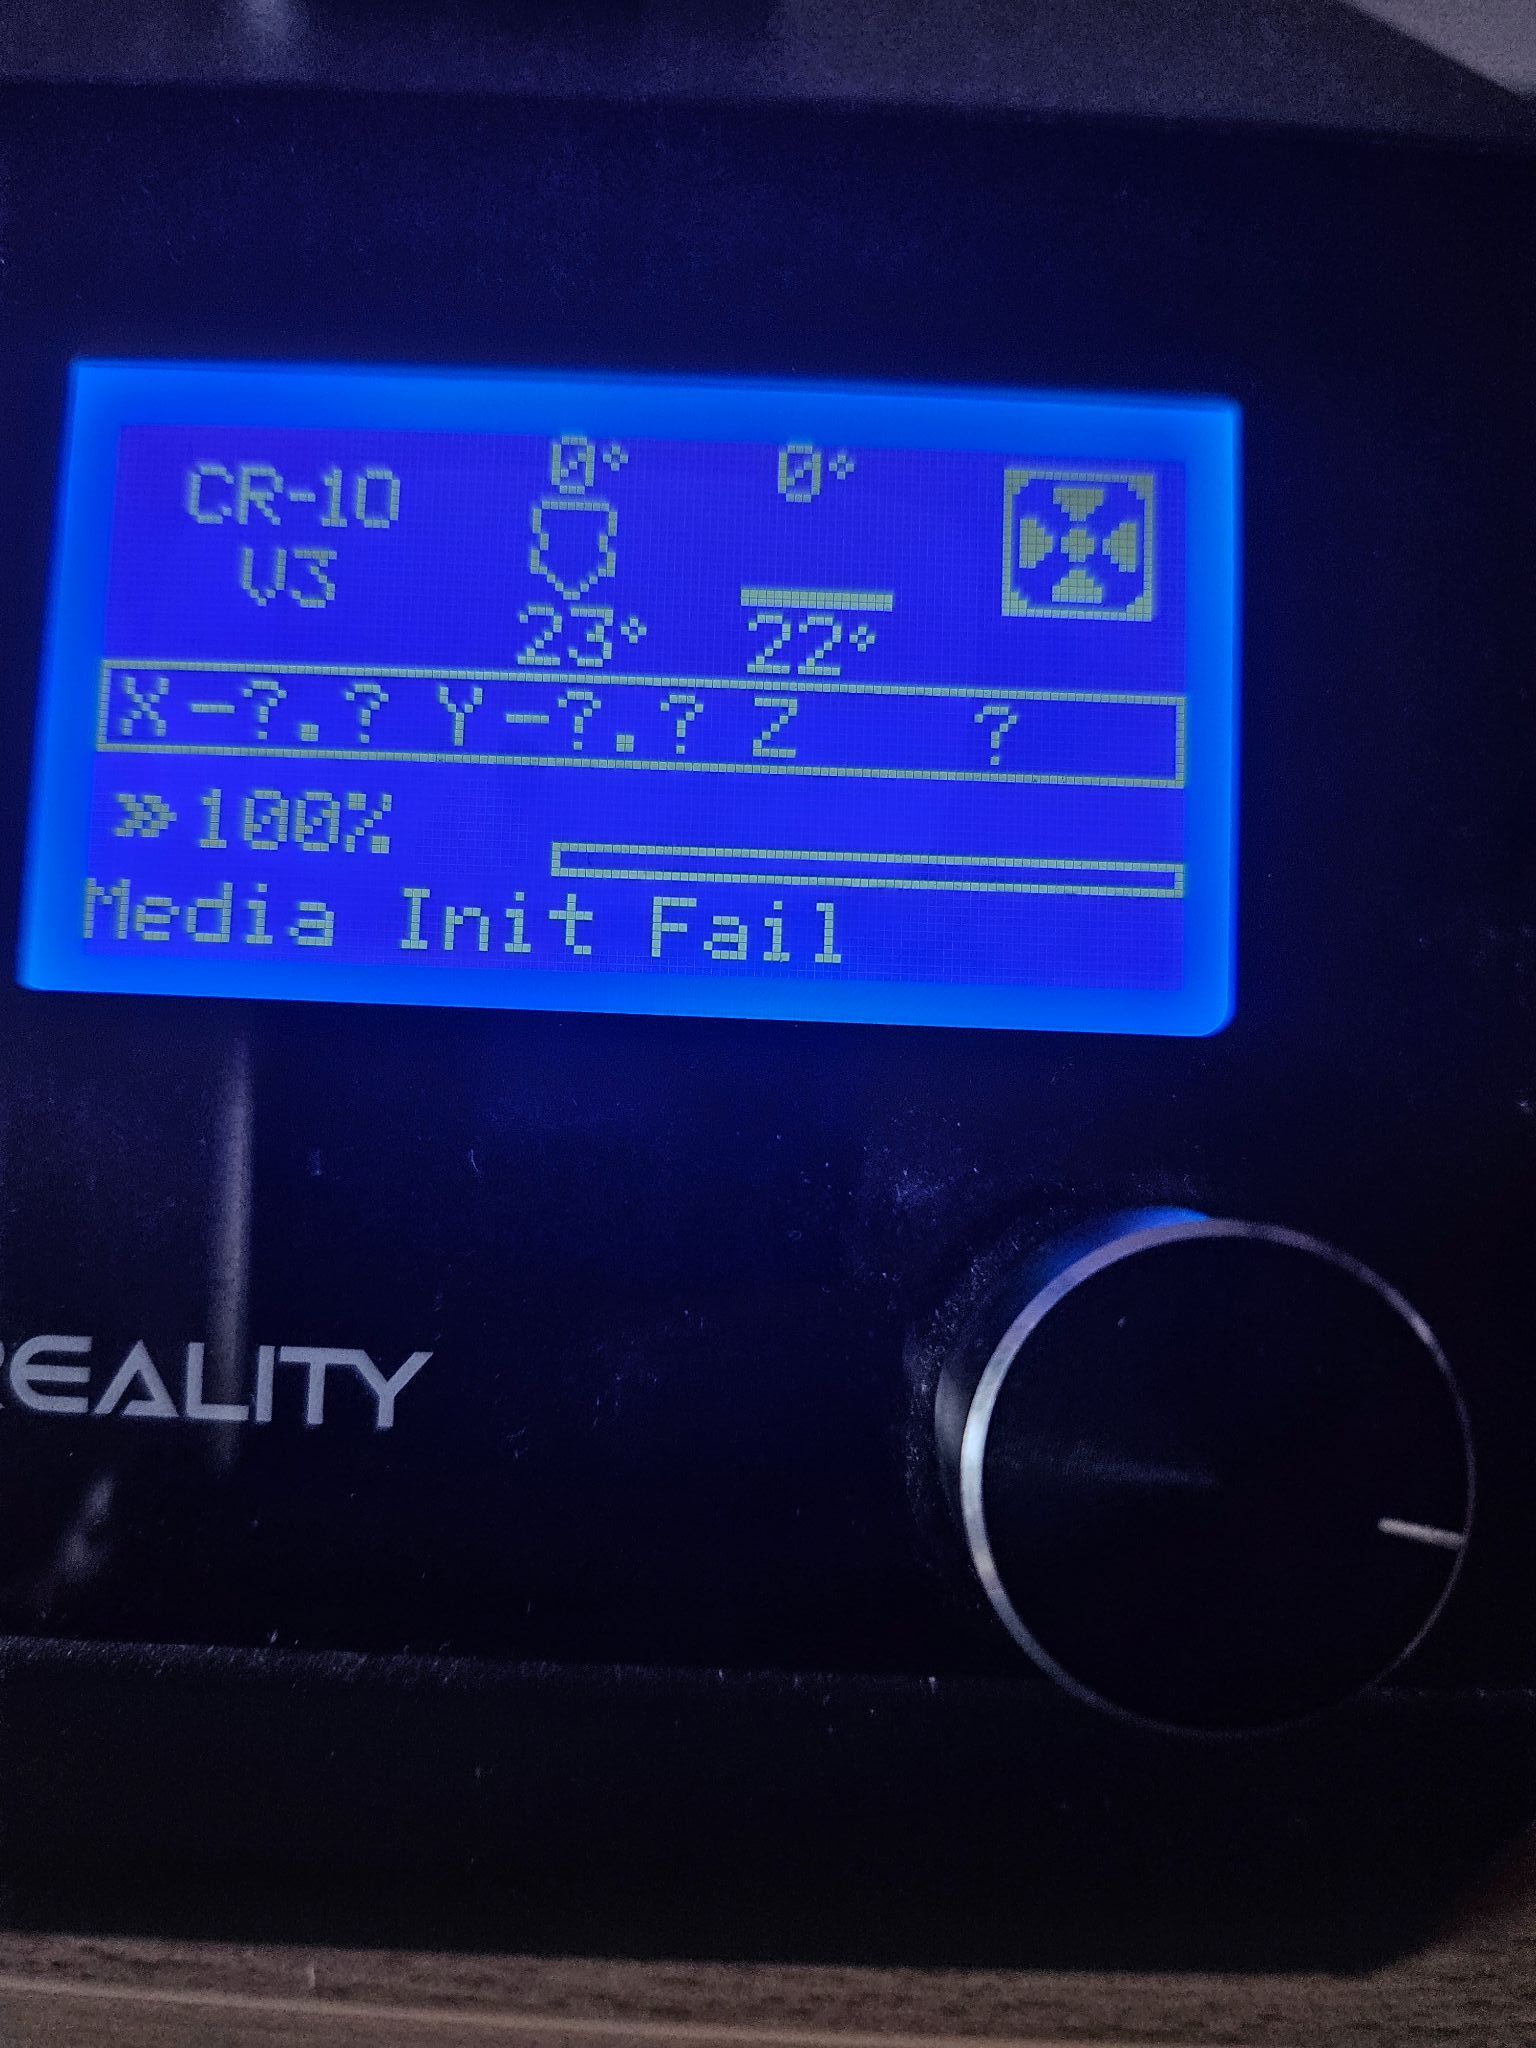 CR-10 0° 0°
V3
23° 22°
X-?.? Y-?.? Z ?
»100%
Media Init Fail
REALITY